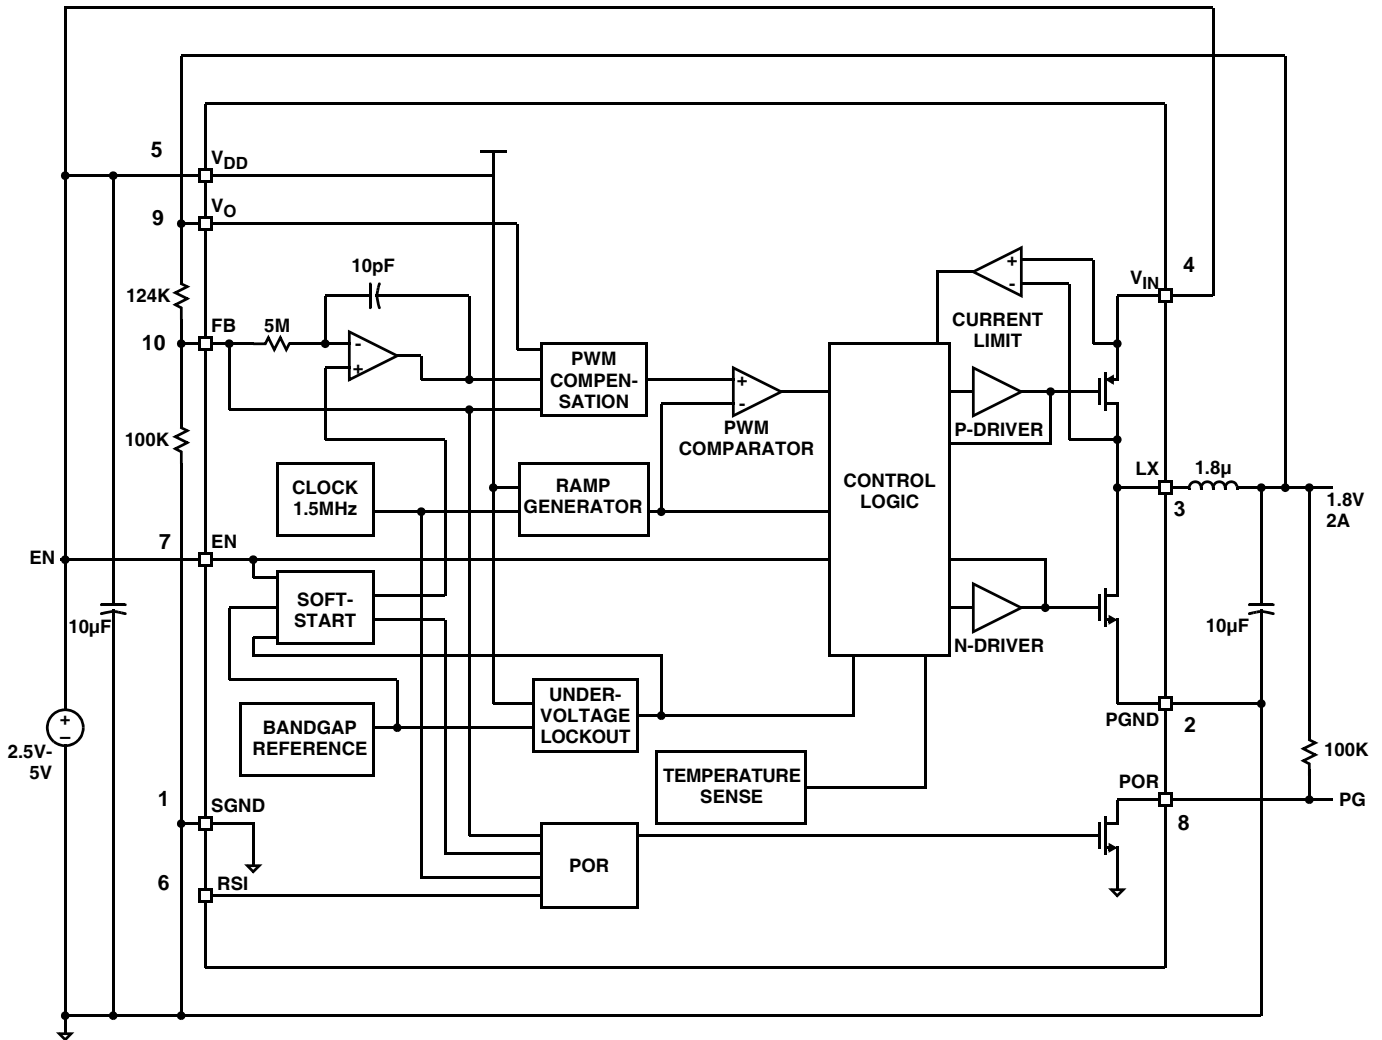 5
VDD
9
VO
10pF
124K
FB
5M
10
-
+
PWM
COMPEN-
SATION
+
-
PWM
COMPARATOR
+
-
CURRENT
LIMIT
VIN
4
P-DRIVER
100K
CLOCK
1.5MHz
RAMP
GENERATOR
CONTROL
LOGIC
LX
3
1.8µ
1.8V
2A
EN
7
EN
SOFT-
START
10µF
N-DRIVER
10µF
+
–
2.5V-
5V
BANDGAP
REFERENCE
UNDER-
VOLTAGE
LOCKOUT
PGND
2
100K
TEMPERATURE
SENSE
1
SGND
POR
8
PG
6
RSI
POR